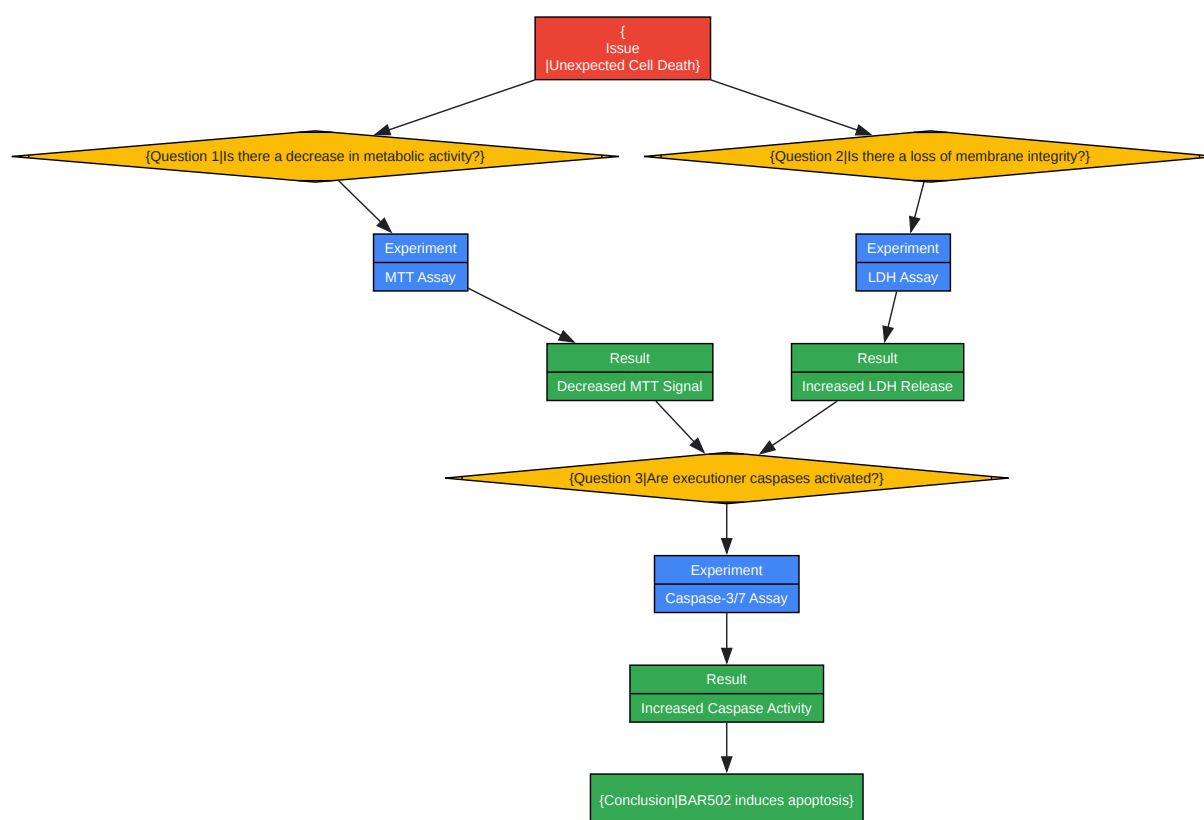 {
Issue
|Unexpected Cell Death}
{Question 1|Is there a decrease in metabolic activity?}
{Question 2|Is there a loss of membrane integrity?}
Experiment
MTT Assay
Experiment
LDH Assay
Result
Decreased MTT Signal
Result
Increased LDH Release
{Question 3|Are executioner caspases activated?}
Experiment
Caspase-3/7 Assay
Result
Increased Caspase Activity
{Conclusion|BAR502 induces apoptosis}